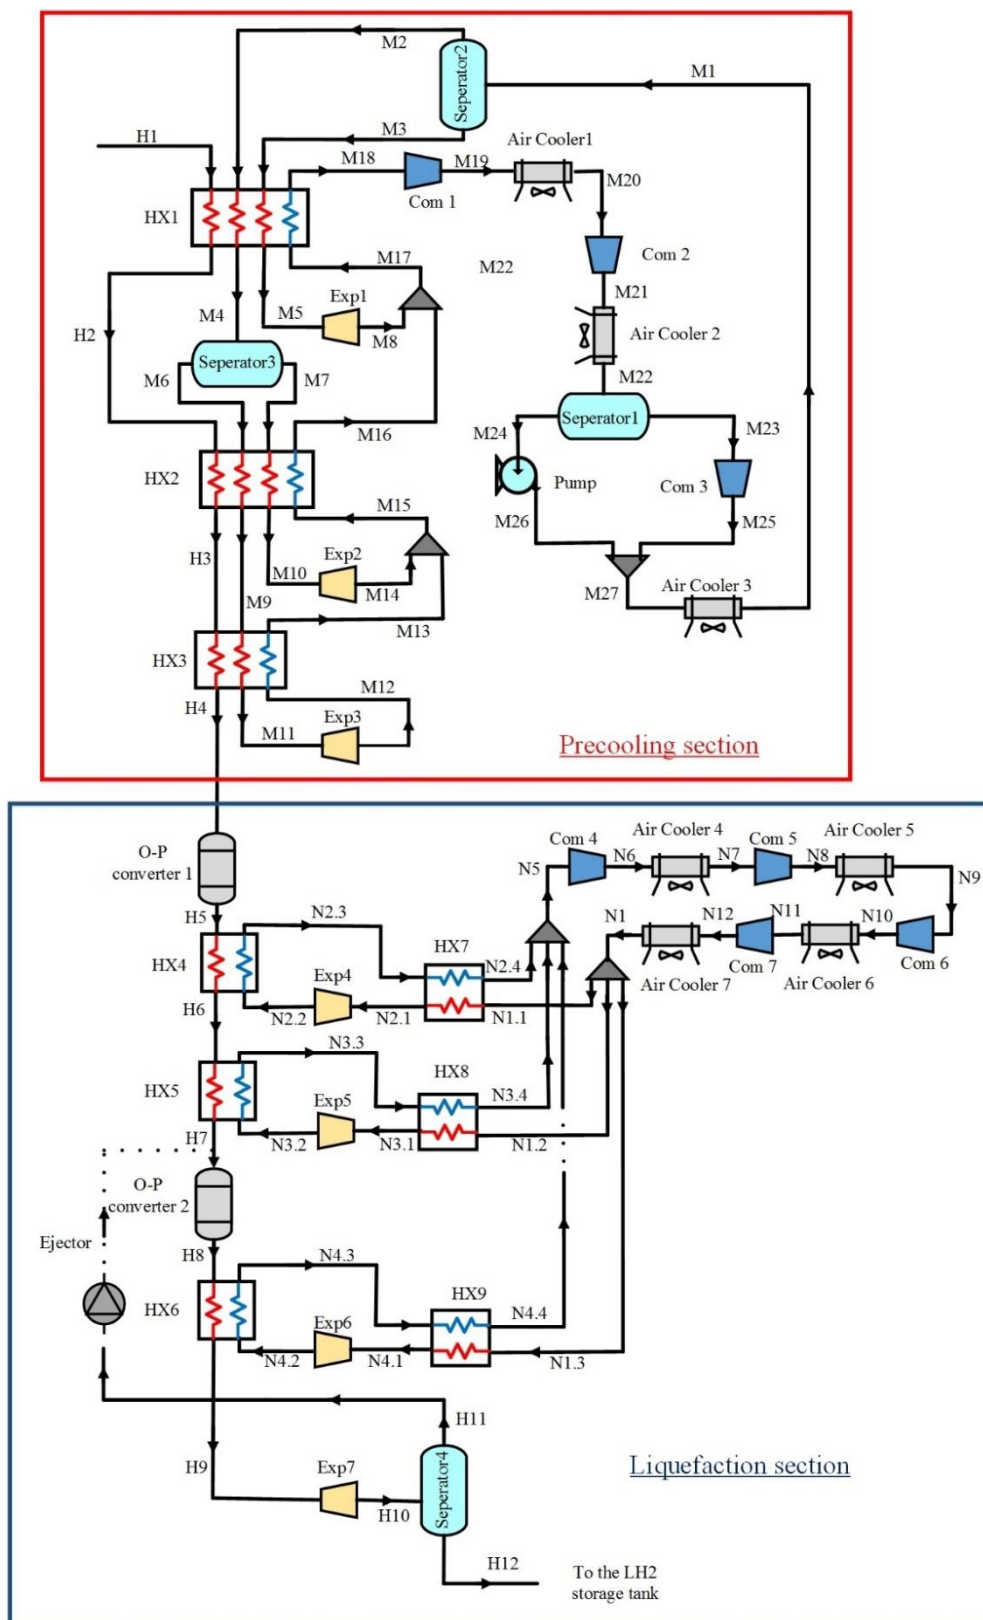 M2
M1
Seperator2
M3
H1
Air Cooler1
M18
M19
M20
Com 1
HX1
Com 2
M17
M22
M21
Exp1
M5
M4
H2
M8
Air Cooler 2
Seperator3
M6
M7
M22
Seperator1
M24
M23
M16
HX2
Pump
Com 3
M15
M26
M25
H3
Exp2
M10
M14
M9
M27
Air Cooler 3
M13
HX3
M12
H4
Exp3
M11
Precooling section
O-P
converter 1
Com 4
Air Cooler 4
Com 5
Air Cooler 5
N5
N6
N7
N8
N9
H5
N2.3
N1
N12
N11
N10
HX4
HX7
N2.4
Com 7
Com 6
Exp4
Air Cooler 7
Air Cooler 6
H6
N2.2
N2.1
N1.1
N3.3
HX8
HX5
N3.4
Exp5
H7
N3.2
N3.1
N1.2
O-P
converter 2
Ejector
H8
N4.3
HX9
HX6
N4.4
Exp6
N4.2
N4.1
N1.3
H11
H9
Exp7
Seperator4
Liquefaction section
H10
H12
To the LH2
storage tank